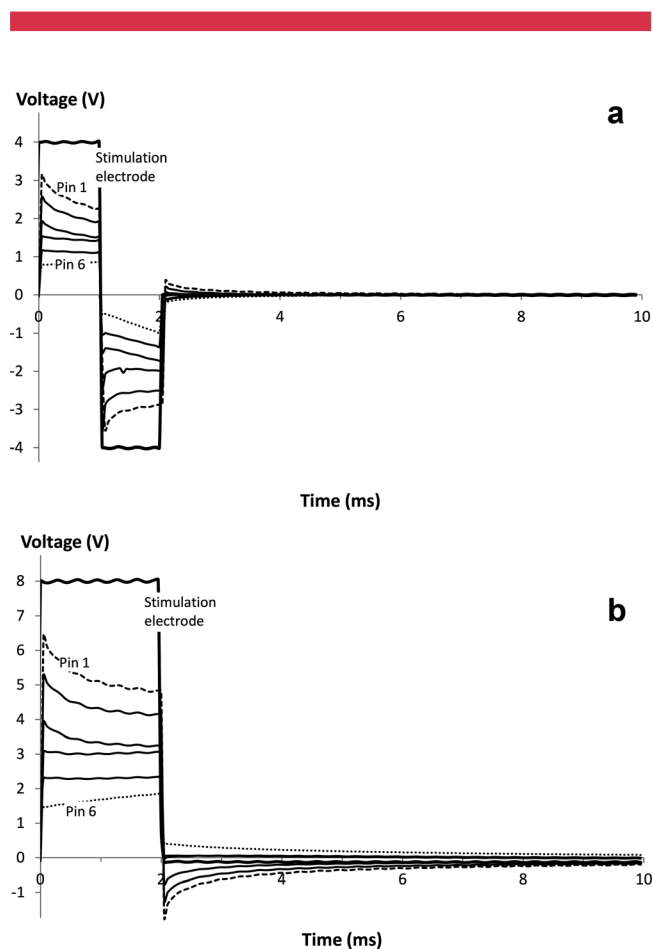 Voltage (V)
a
4
Stimulation
electrode
3
Pin 1
2
1
Pin 6
0
0 2 4 6 8 10
-1
-2
-3
-4
Time (ms)
Voltage (V)
b
8
Stimulation
electrode
7
6
Pin 1
5
4
3
2
Pin 6
1
0
0 2 4 6 8 10
-1
Time (ms)